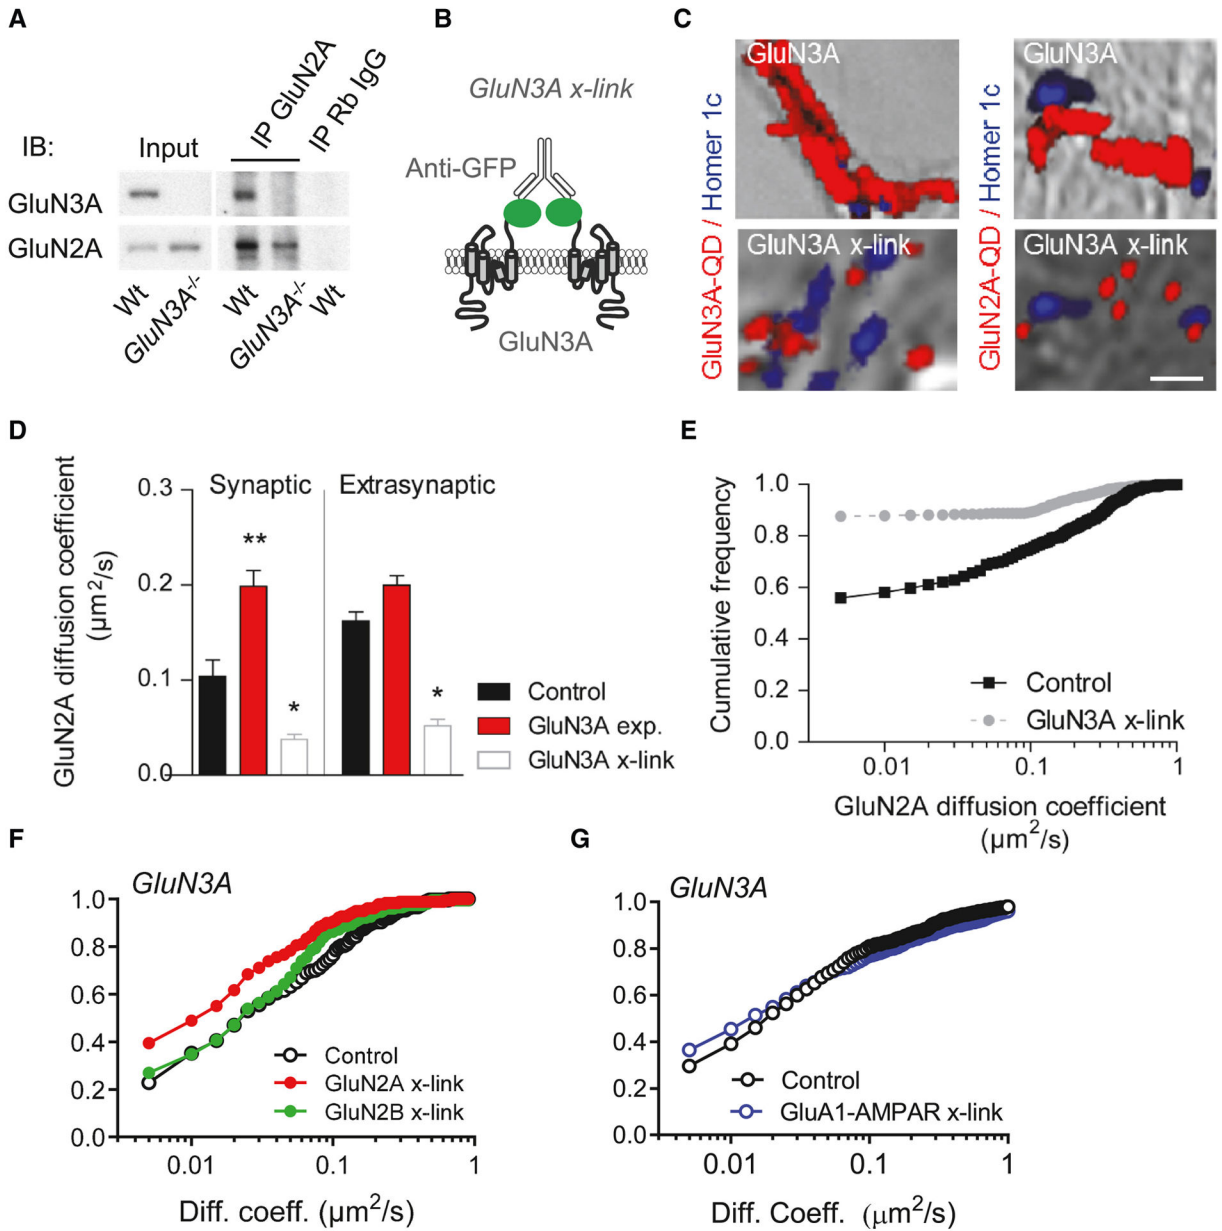 A
IB:
Input
IP GluN2A
IP Rb IgG
GluN3A
GluN2A
Wt
GluN3A-/-
Wt
GluN3A-/-
Wt
B
GluN3A x-link
Anti-GFP
GluN3A
C
GluN3A-QD / Homer 1c
GluN3A
GluN3A x-link
GluN2A-QD / Homer 1c
GluN3A
GluN3A x-link
D
GluN2A diffusion coefficient
(μm2/s)
0.3
0.2
0.1
0.0
Synaptic
Extrasynaptic
**
*
*
Control
GluN3A exp.
GluN3A x-link
E
Cumulative frequency
1.0
0.8
0.6
0.4
0.2
0.0
Control
GluN3A x-link
0.01
0.1
1
GluN2A diffusion coefficient
(μm2/s)
F
GluN3A
1.0
0.8
0.6
0.4
0.2
0.0
Control
GluN2A x-link
GluN2B x-link
0.01
0.1
1
Diff. coeff. (μm2/s)
G
GluN3A
1.0
0.8
0.6
0.4
0.2
0.0
Control
GluA1-AMPAR x-link
0.01
0.1
1
Diff. Coeff. (μm2/s)